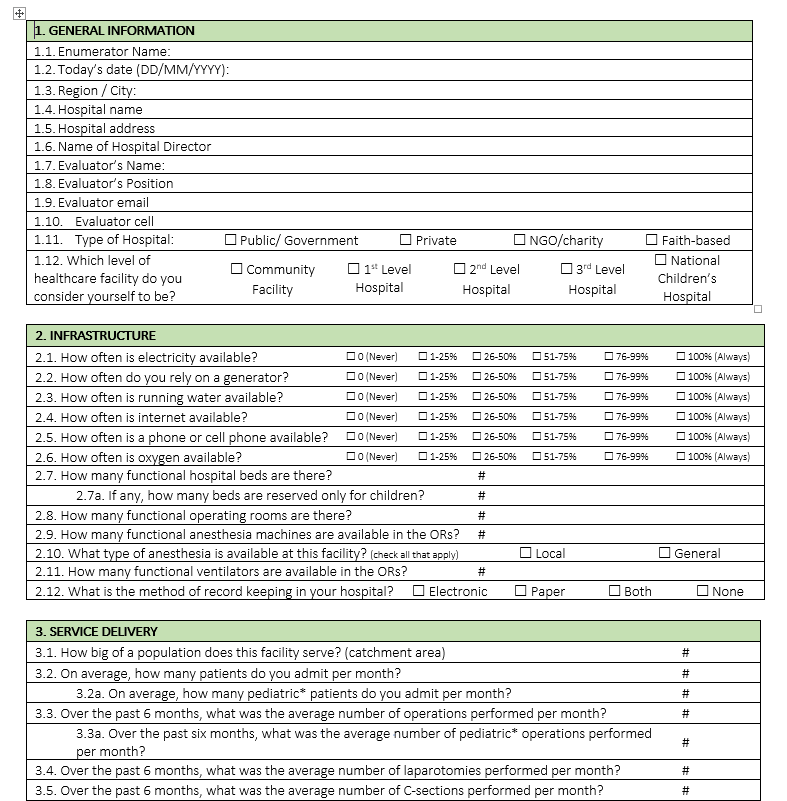 1. GENERAL INFORMATION
1.1. Enumerator Name:
1.2. Today's date (DD/MM/YYYY):
1.3. Region / City:
1.4. Hospital name
1.5. Hospital address
1.6. Name of Hospital Director
1.7. Evaluator's Name:
1.8. Evaluator's Position
1.9. Evaluator email
1.10. Evaluator cell
1.11. Type of Hospital: ☐ Public/ Government ☐ Private ☐ NGO/charity ☐ Faith-based
1.12. Which level of healthcare facility do you consider yourself to be? ☐ Community Facility ☐ 1st Level Hospital ☐ 2nd Level Hospital ☐ 3rd Level Hospital ☐ National Children's Hospital
2. INFRASTRUCTURE
2.1. How often is electricity available? ☐ 0 (Never) ☐ 1-25% ☐ 26-50% ☐ 51-75% ☐ 76-99% ☐ 100% (Always)
2.2. How often do you rely on a generator? ☐ 0 (Never) ☐ 1-25% ☐ 26-50% ☐ 51-75% ☐ 76-99% ☐ 100% (Always)
2.3. How often is running water available? ☐ 0 (Never) ☐ 1-25% ☐ 26-50% ☐ 51-75% ☐ 76-99% ☐ 100% (Always)
2.4. How often is internet available? ☐ 0 (Never) ☐ 1-25% ☐ 26-50% ☐ 51-75% ☐ 76-99% ☐ 100% (Always)
2.5. How often is a phone or cell phone available? ☐ 0 (Never) ☐ 1-25% ☐ 26-50% ☐ 51-75% ☐ 76-99% ☐ 100% (Always)
2.6. How often is oxygen available? ☐ 0 (Never) ☐ 1-25% ☐ 26-50% ☐ 51-75% ☐ 76-99% ☐ 100% (Always)
2.7. How many functional hospital beds are there? #
2.7a. If any, how many beds are reserved only for children? #
2.8. How many functional operating rooms are there? #
2.9. How many functional anesthesia machines are available in the ORs? #
2.10. What type of anesthesia is available at this facility? (check all that apply) ☐ Local ☐ General
2.11. How many functional ventilators are available in the ORs? #
2.12. What is the method of record keeping in your hospital? ☐ Electronic ☐ Paper ☐ Both ☐ None
3. SERVICE DELIVERY
3.1. How big of a population does this facility serve? (catchment area) #
3.2. On average, how many patients do you admit per month? #
3.2a. On average, how many pediatric* patients do you admit per month? #
3.3. Over the past 6 months, what was the average number of operations performed per month? #
3.3a. Over the past six months, what was the average number of pediatric* operations performed
per month? #
3.4. Over the past 6 months, what was the average number of laparotomies performed per month? #
3.5. Over the past 6 months, what was the average number of C-sections performed per month? #